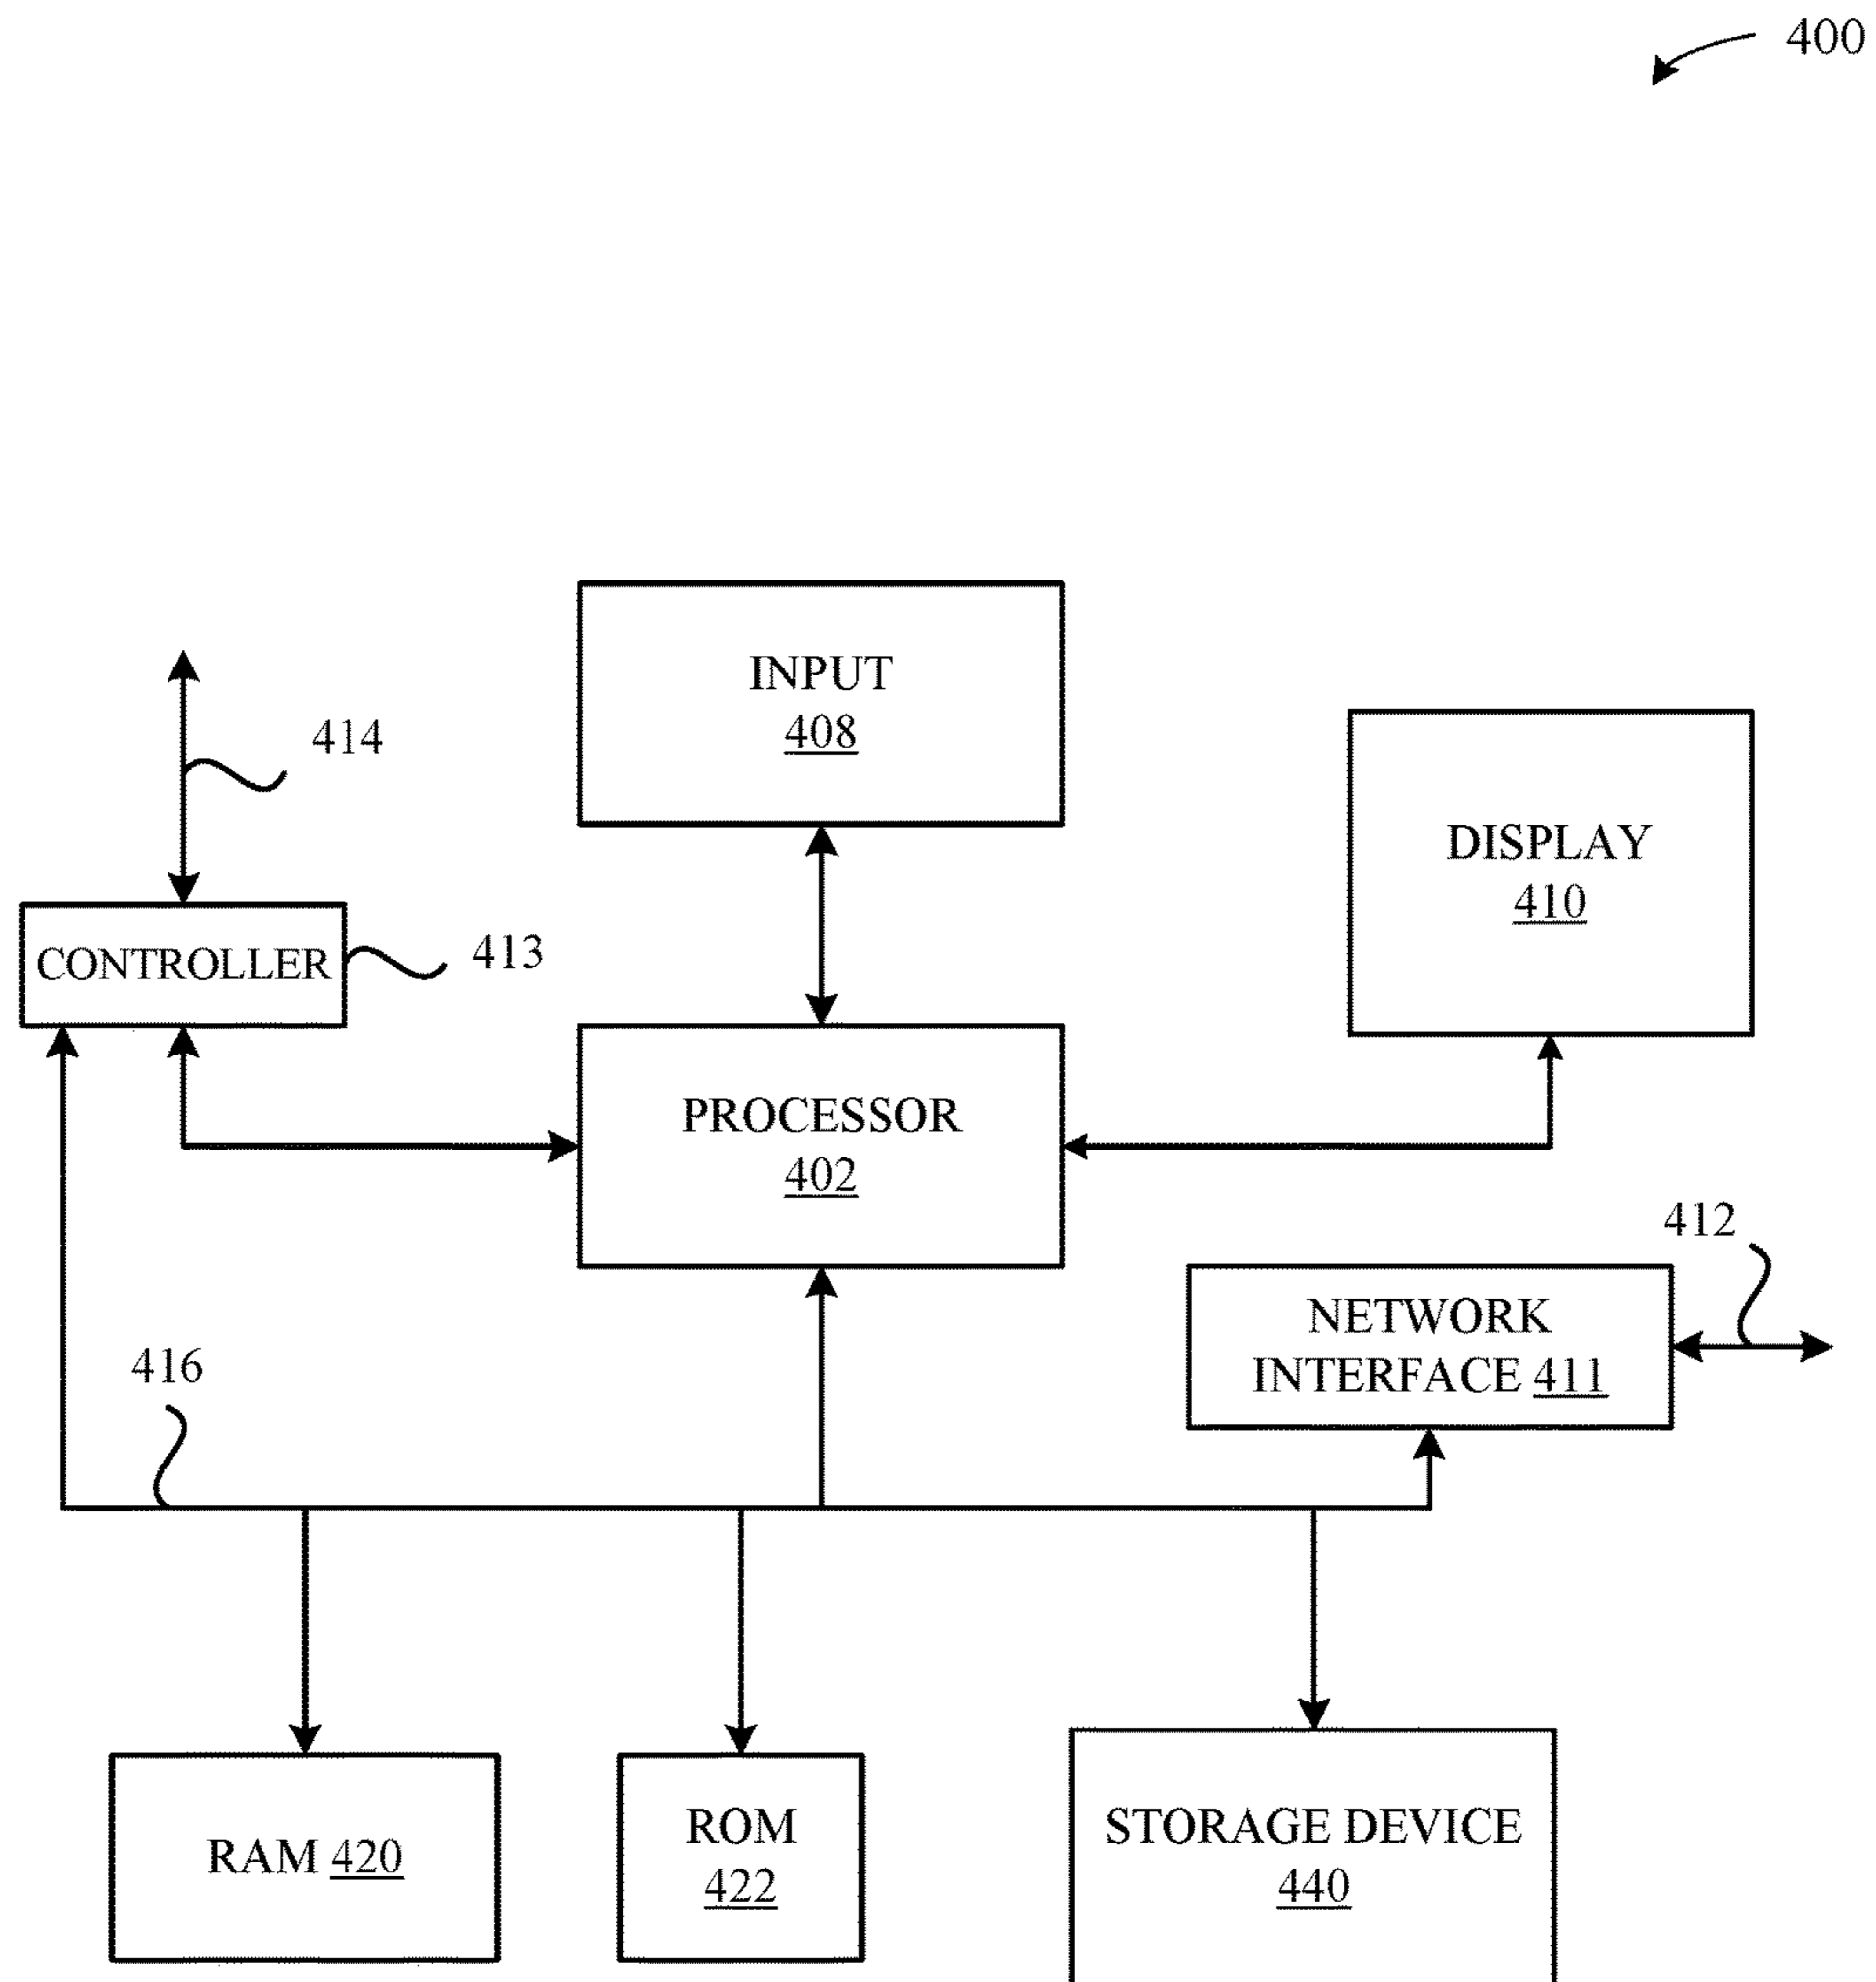 400
INPUT
408
414
DISPLAY
410
CONTROLLER
413
PROCESSOR
402
412
NETWORK
INTERFACE 411
416
RAM 420
ROM
422
STORAGE DEVICE
440